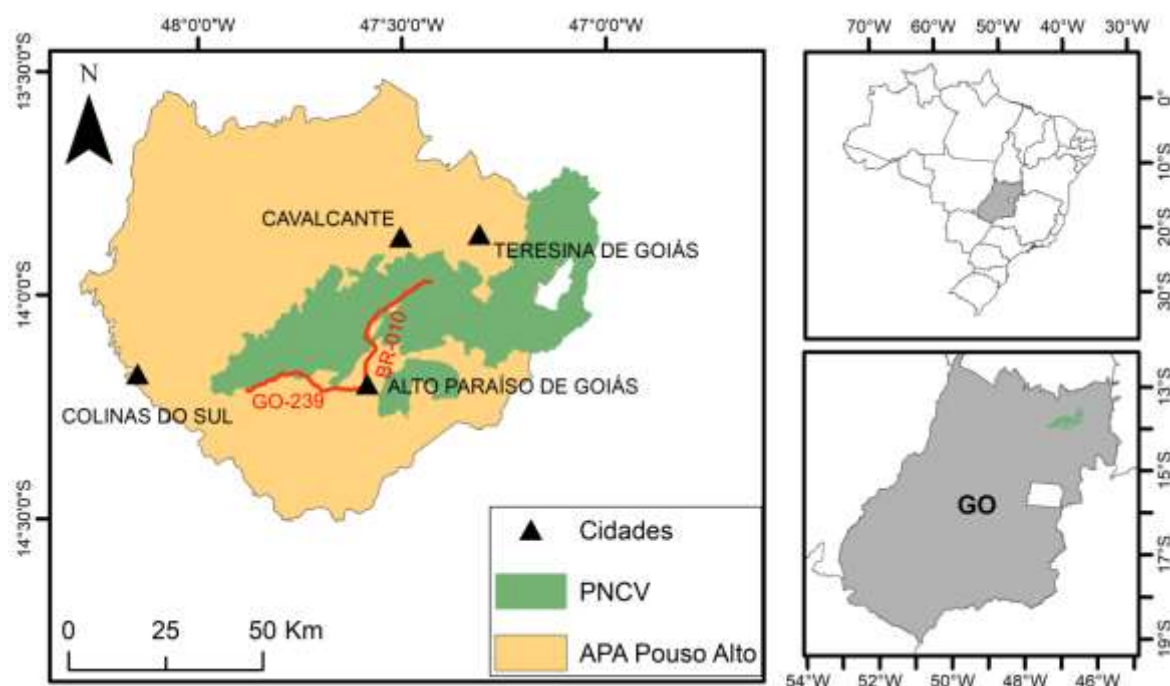 48°0'0"W
47°30'0"W
47°0'0"W
13°30'0"S
14°0'0"S
14°30'0"S
N
CAVALCANTE
TERESINA DE GOIÁS
BR-010
ALTO PARAÍSO DE GOIÁS
GO-239
COLINAS DO SUL
Cidades
PNCV
APA Pouso Alto
0 25 50 Km
70°W 60°W 50°W 40°W 30°W
0°
10°S
20°S
30°S
13°S
15°S
17°S
19°S
GO
54°W 52°W 50°W 48°W 46°W